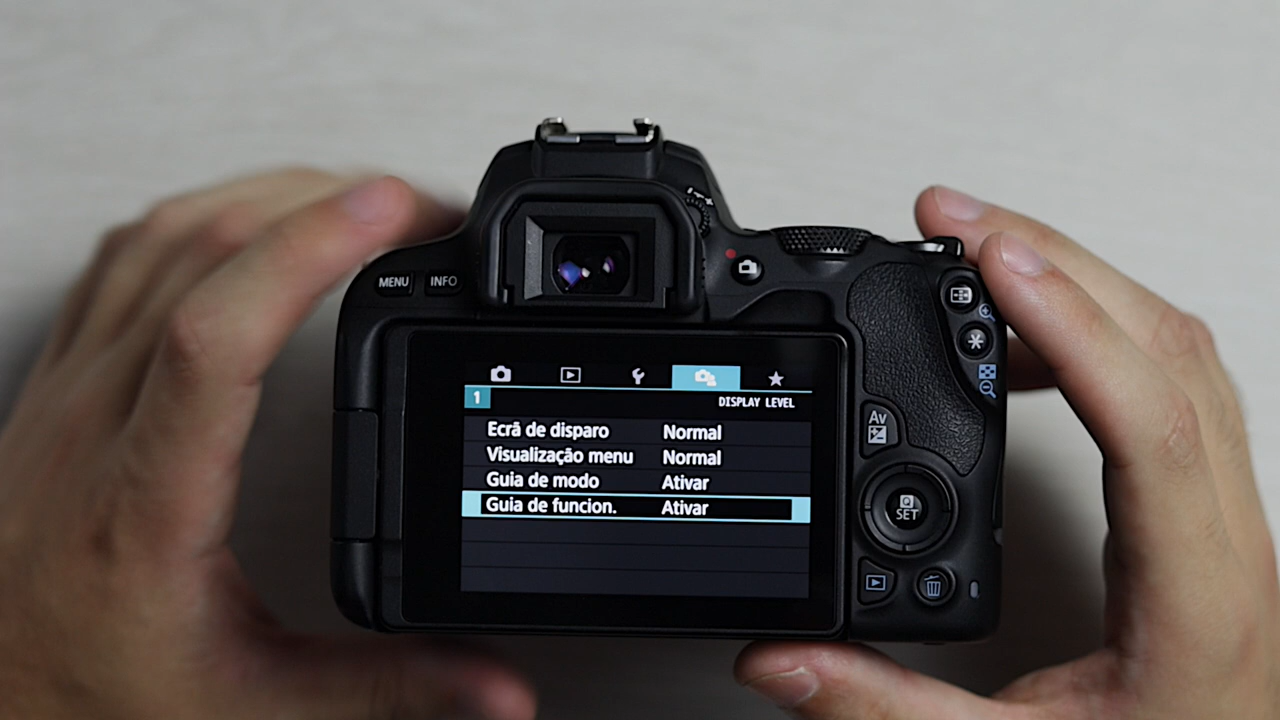 MENU INFO
1
DISPLAY LEVEL
Ecrã de disparo Normal
Visualização menu Normal
Guia de modo Ativar
Guia de funcion. Ativar
Av
Q
SET